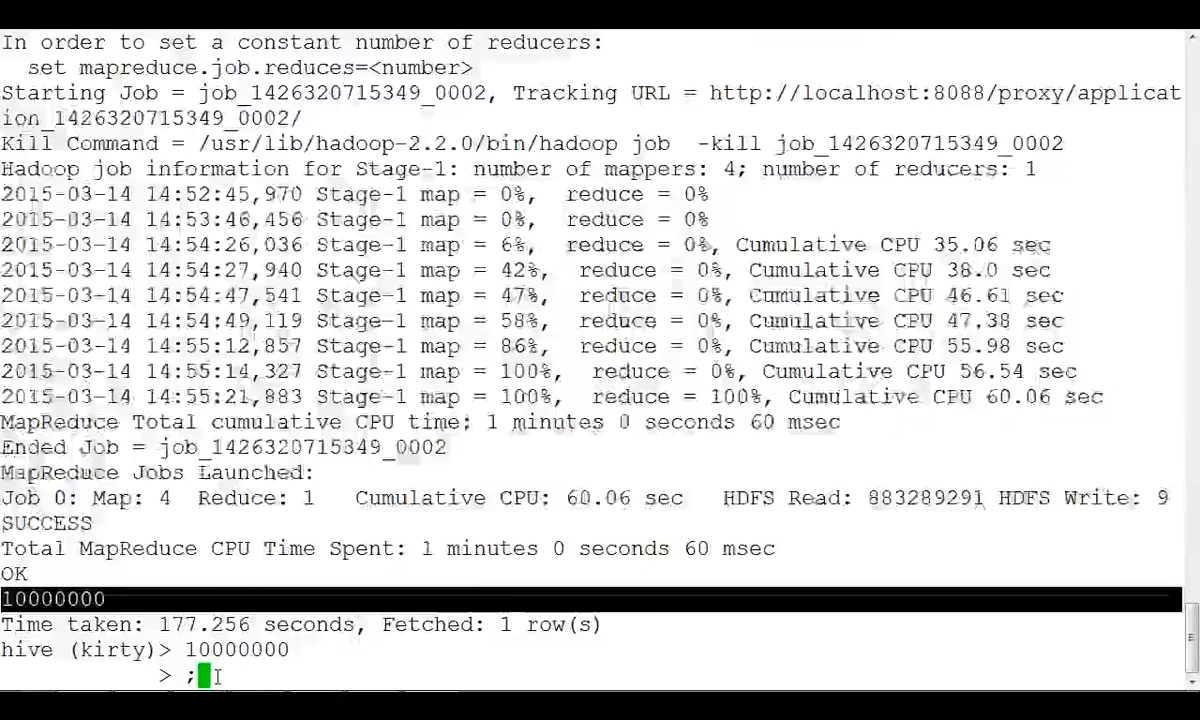 In order to set a constant number of reducers:
set mapreduce.job.reduces=<number>
Starting Job = job_1426320715349_0002, Tracking URL = http://localhost:8088/proxy/applicat
ion_1426320715349_0002/
Kill Command = /usr/lib/hadoop-2.2.0/bin/hadoop job  -kill job_1426320715349_0002
Hadoop job information for Stage-1: number of mappers: 4; number of reducers: 1
2015-03-14 14:52:45,970 Stage-1 map = 0%,  reduce = 0%
2015-03-14 14:53:46,456 Stage-1 map = 0%,  reduce = 0%
2015-03-14 14:54:26,036 Stage-1 map = 6%,  reduce = 0%, Cumulative CPU 35.06 sec
2015-03-14 14:54:27,940 Stage-1 map = 42%,  reduce = 0%, Cumulative CPU 38.0 sec
2015-03-14 14:54:47,541 Stage-1 map = 47%,  reduce = 0%, Cumulative CPU 46.61 sec
2015-03-14 14:54:49,119 Stage-1 map = 58%,  reduce = 0%, Cumulative CPU 47.38 sec
2015-03-14 14:55:12,857 Stage-1 map = 86%,  reduce = 0%, Cumulative CPU 55.98 sec
2015-03-14 14:55:14,327 Stage-1 map = 100%,  reduce = 0%, Cumulative CPU 56.54 sec
2015-03-14 14:55:21,883 Stage-1 map = 100%,  reduce = 100%, Cumulative CPU 60.06 sec
MapReduce Total cumulative CPU time: 1 minutes 0 seconds 60 msec
Ended Job = job_1426320715349_0002
MapReduce Jobs Launched:
Job 0: Map: 4  Reduce: 1   Cumulative CPU: 60.06 sec   HDFS Read: 883289291 HDFS Write: 9
SUCCESS
Total MapReduce CPU Time Spent: 1 minutes 0 seconds 60 msec
OK
10000000
Time taken: 177.256 seconds, Fetched: 1 row(s)
hive (kirty)> 10000000
> ;